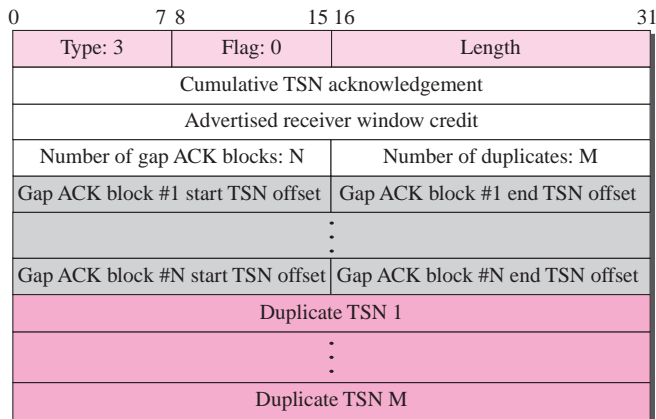 0 7 8 15 16 31
Type: 3 Flag: 0 Length
Cumulative TSN acknowledgement
Advertised receiver window credit
Number of gap ACK blocks: N Number of duplicates: M
Gap ACK block #1 start TSN offset Gap ACK block #1 end TSN offset
Gap ACK block #N start TSN offset Gap ACK block #N end TSN offset
Duplicate TSN 1
Duplicate TSN M